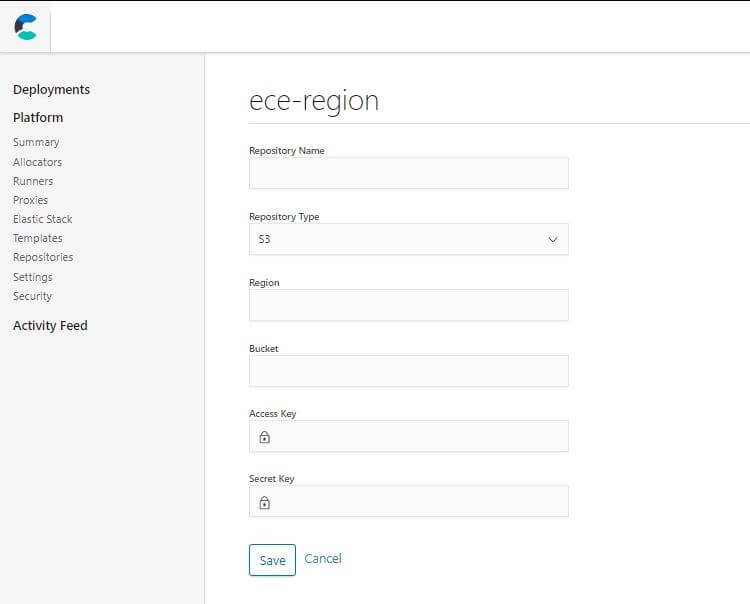 Deployments
Platform
Summary
Allocators
Runners
Proxies
Elastic Stack
Templates
Repositories
Settings
Security
Activity Feed
ece-region
Repository Name
Repository Type
S3
Region
Bucket
Access Key
Secret Key
Save Cancel